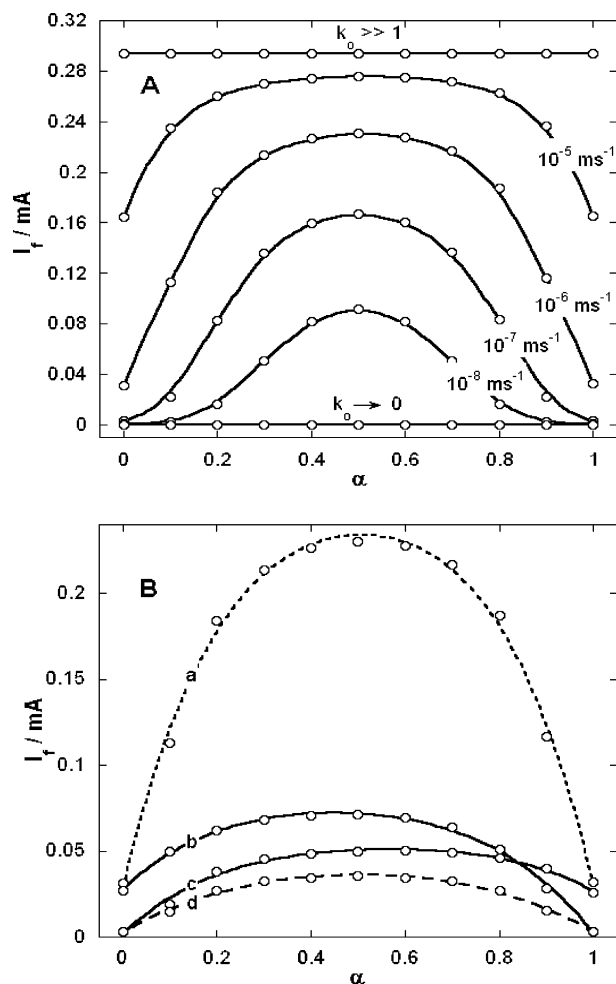 0.32
k₀ >> 1
A
0.28
0.24
10⁻⁵ ms⁻¹
0.2
I_f / mA
0.16
10⁻⁶ ms⁻¹
0.12
10⁻⁷ ms⁻¹
0.08
10⁻⁸ ms⁻¹
0.04
k₀ → 0
0
0 0.2 0.4 0.6 0.8 1
α
B
0.2
a
0.15
I_f / mA
0.1
b
0.05
c
d
0
0 0.2 0.4 0.6 0.8 1
α